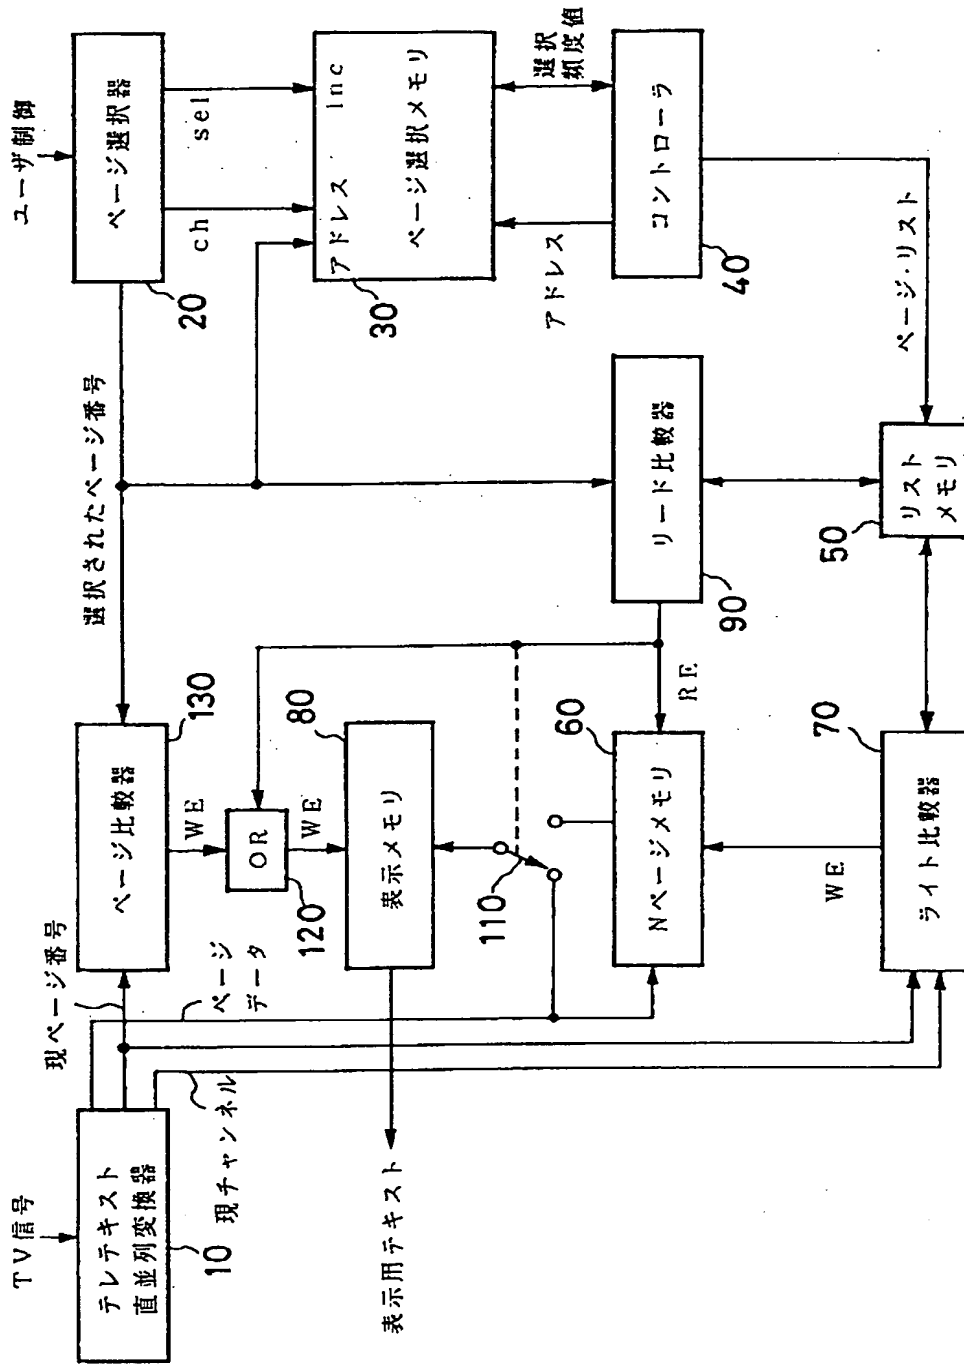 TV信号
テレテキスト
直並列変換器
10
現チャンネル
現ページ番号
ページ
データ
ページ比較器
130
WE
OR
120
WE
表示メモリ
80
表示用テキスト
110
Nページメモリ
60
RE
WE
ライト比較器
70
選択されたページ番号
ユーザ制御
ページ選択器
20
ch
sel
アドレス
Inc
ページ選択メモリ
30
アドレス
選択
頻度値
コントローラ
40
リード比較器
90
ページ・リスト
リスト
メモリ
50